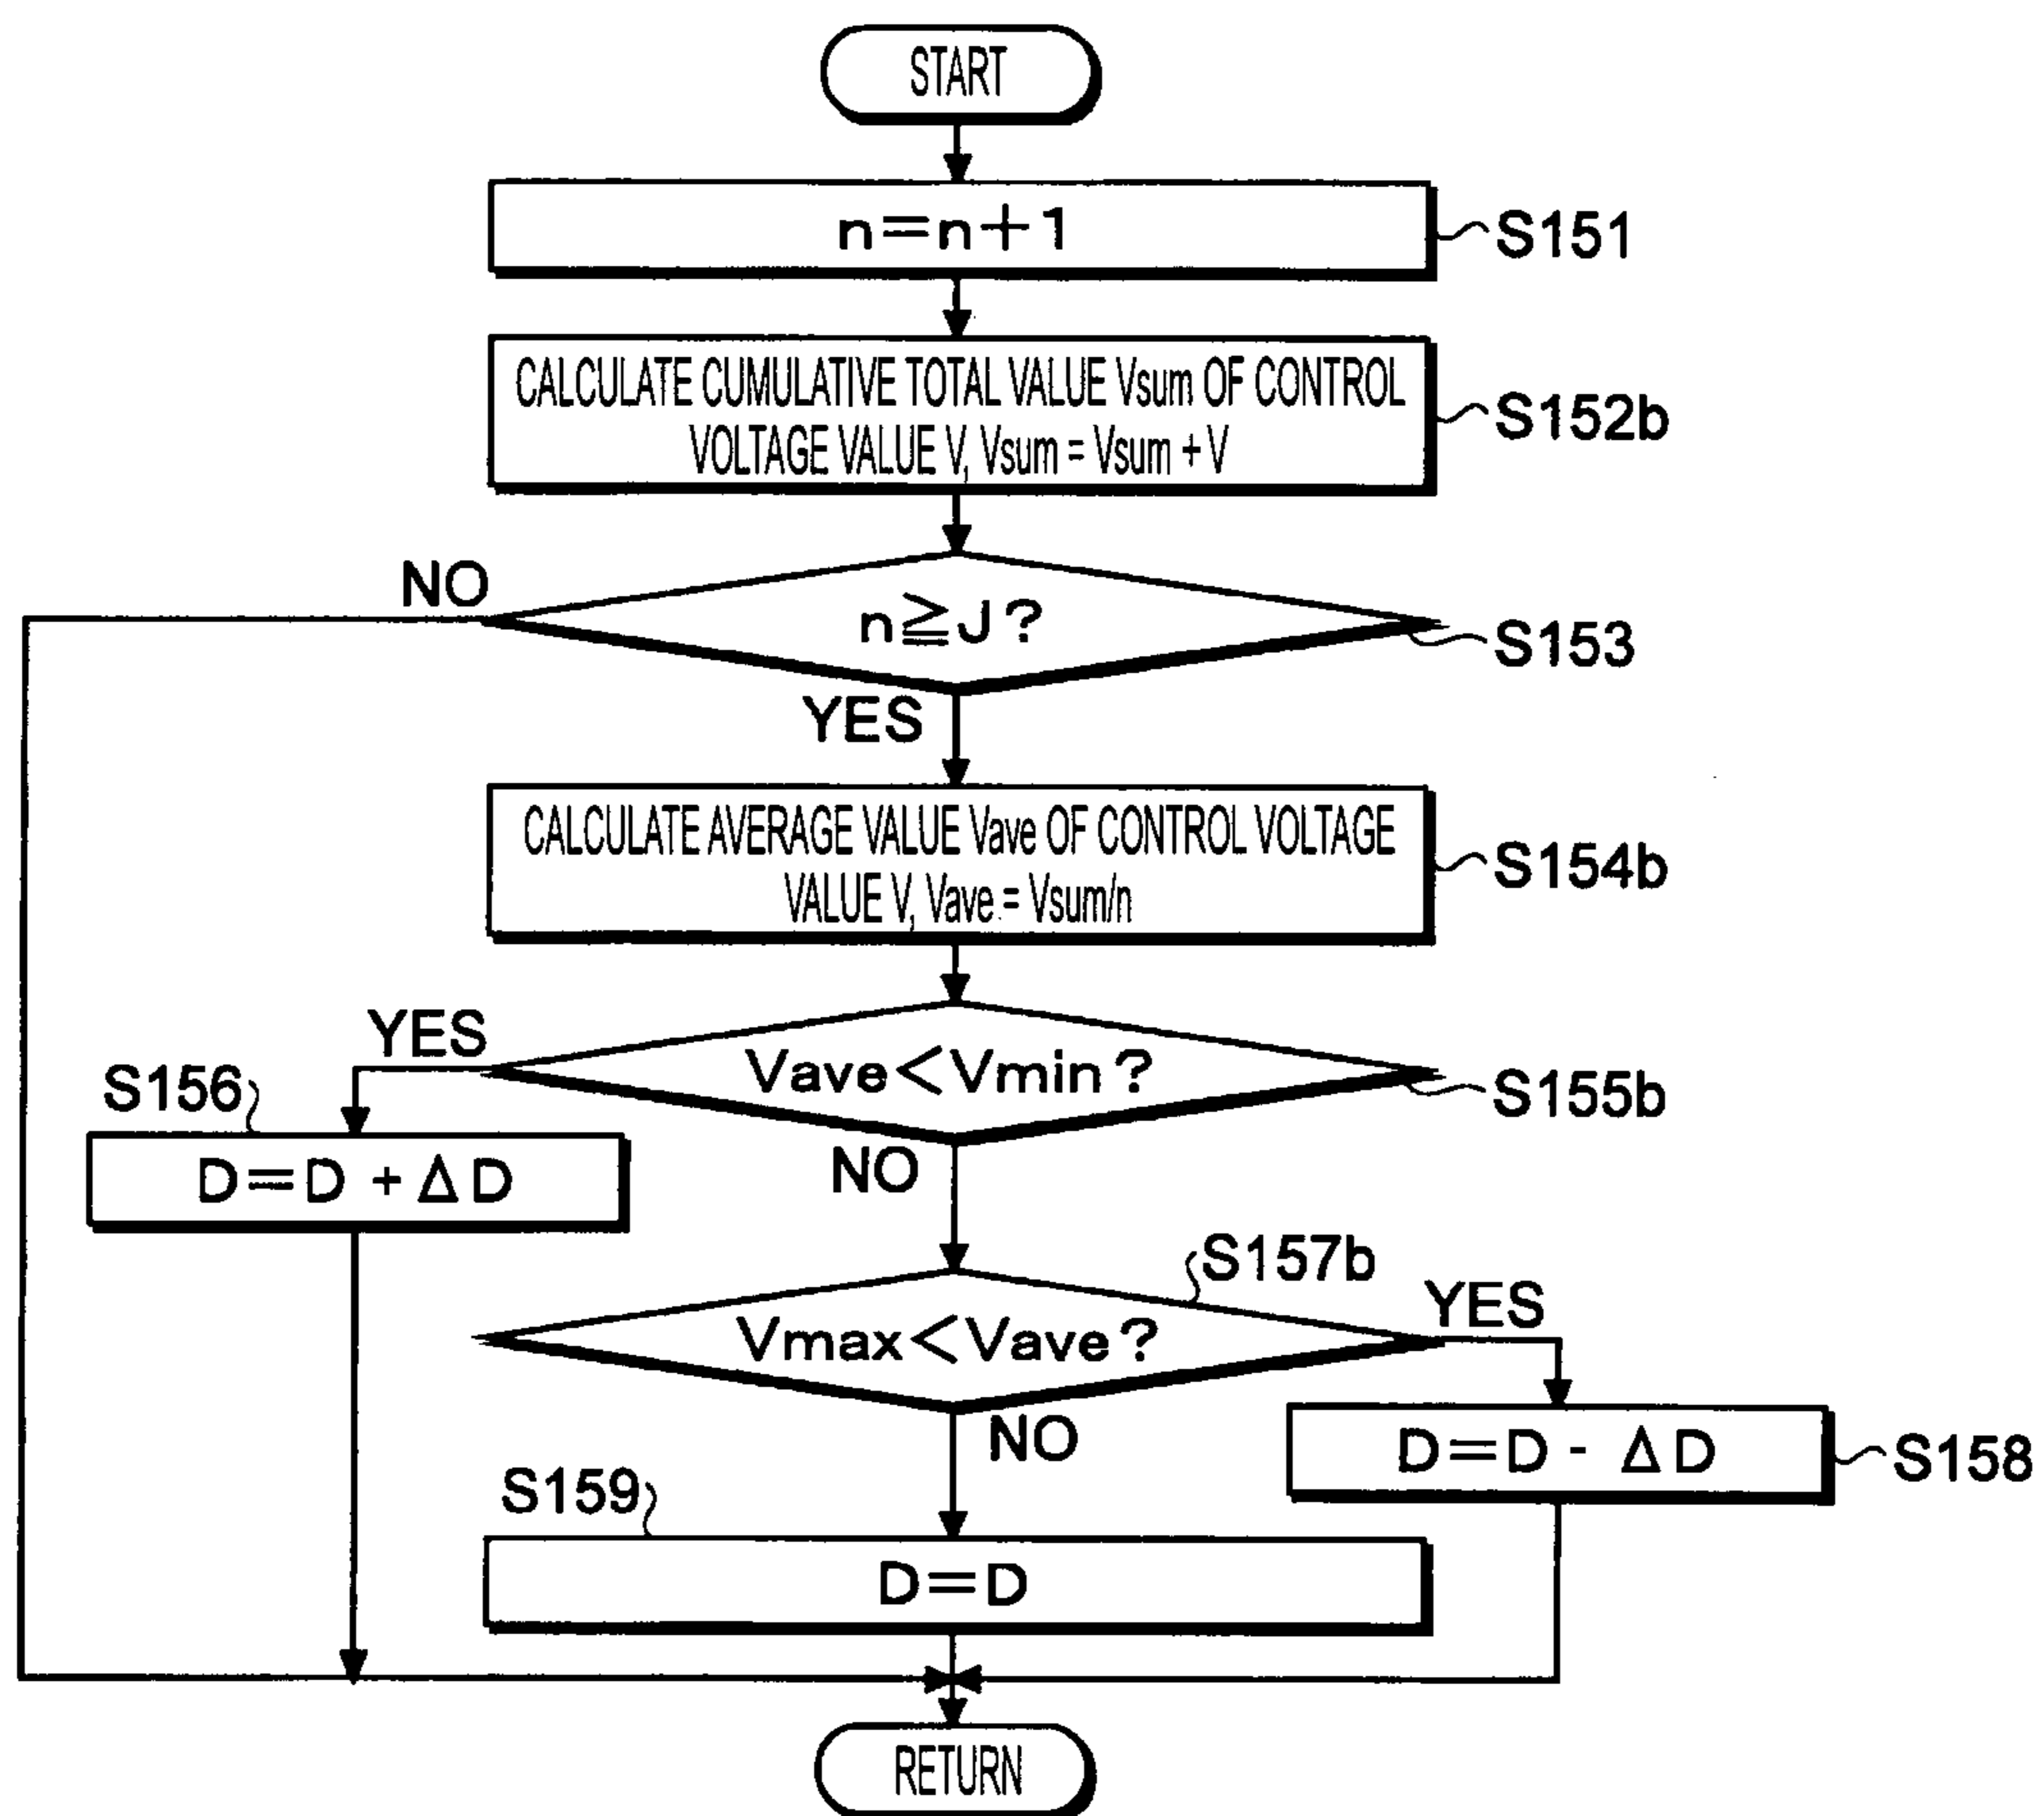 START
n=n+1
S151
CALCULATE CUMULATIVE TOTAL VALUE Vsum OF CONTROL
VOLTAGE VALUE V, Vsum = Vsum + V
S152b
NO
n≧J?
S153
YES
CALCULATE AVERAGE VALUE Vave OF CONTROL VOLTAGE
VALUE V, Vave = Vsum/n
S154b
YES
Vave<Vmin?
S155b
S156
D=D + ΔD
NO
S157b
Vmax<Vave?
YES
NO
D=D - ΔD
S158
S159
D=D
RETURN